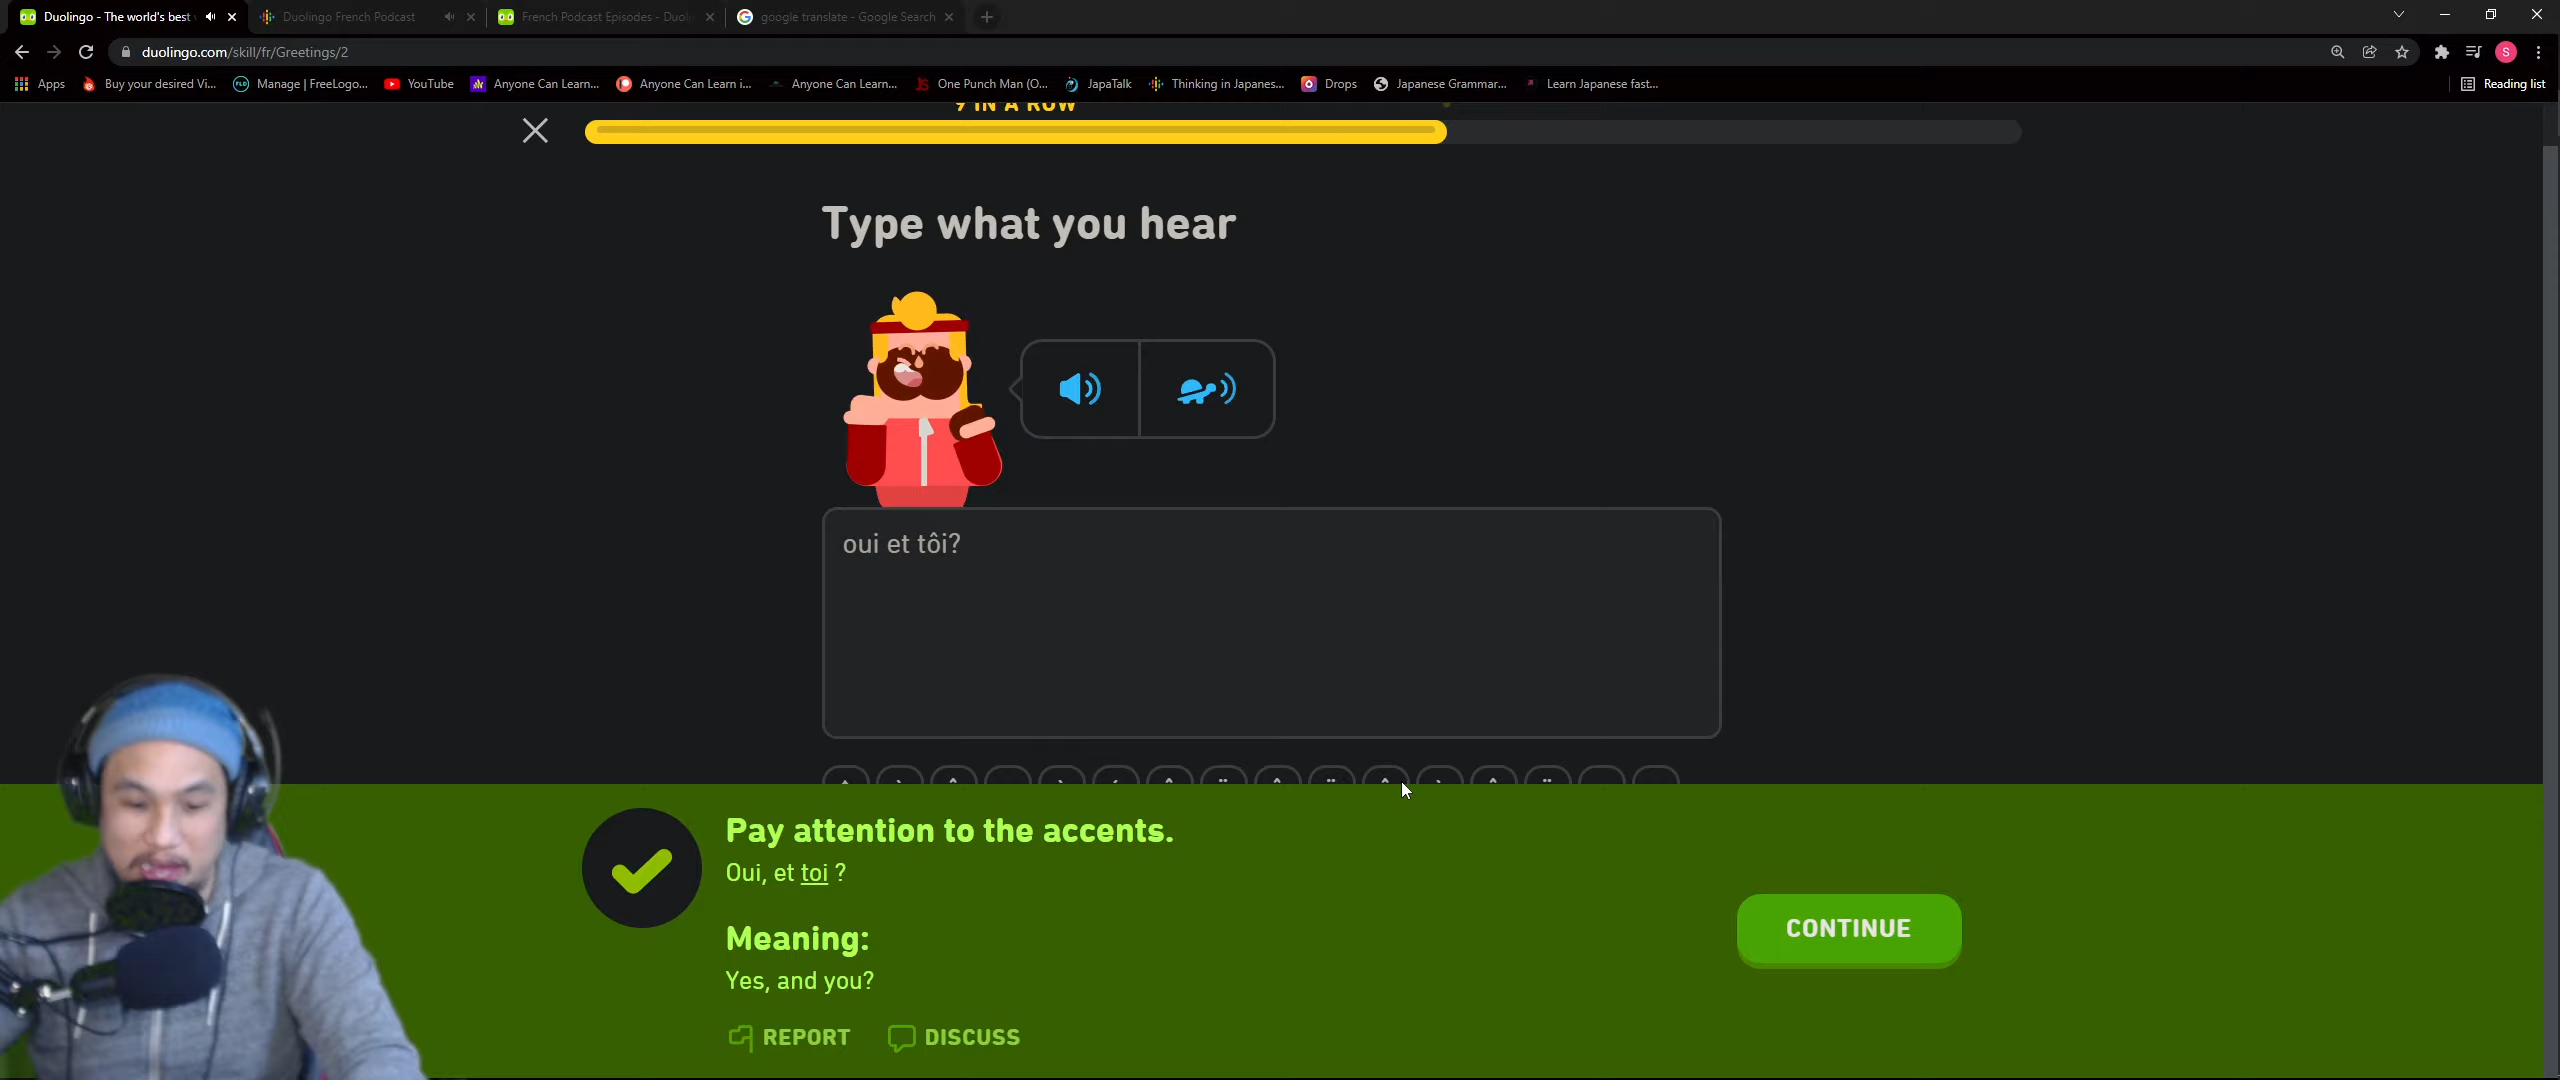 Duolingo - The world's best
Duolingo French Podcast
French Podcast Episodes - Duoli
google translate - Google Search
duolingo.com/skill/fr/Greetings/2
Apps
Buy your desired Vi...
Manage | FreeLogo...
YouTube
Anyone Can Learn...
Anyone Can Learn i...
Anyone Can Learn...
One Punch Man (O...
JapaTalk
Thinking in Japanes...
Drops
Japanese Grammar...
Learn Japanese fast...
Reading list
9 IN A ROW
Type what you hear
oui et tôi?
Pay attention to the accents.
Oui, et toi ?
Meaning:
Yes, and you?
CONTINUE
REPORT
DISCUSS